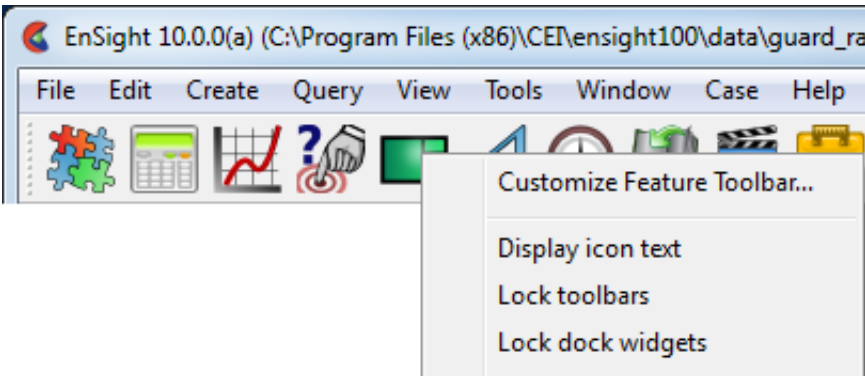 EnSight 10.0.0(a) (C:\Program Files (x86)\CEI\ensight100\data\guard_ra
File Edit Create Query View Tools Window Case Help
Customize Feature Toolbar...
Display icon text
Lock toolbars
Lock dock widgets